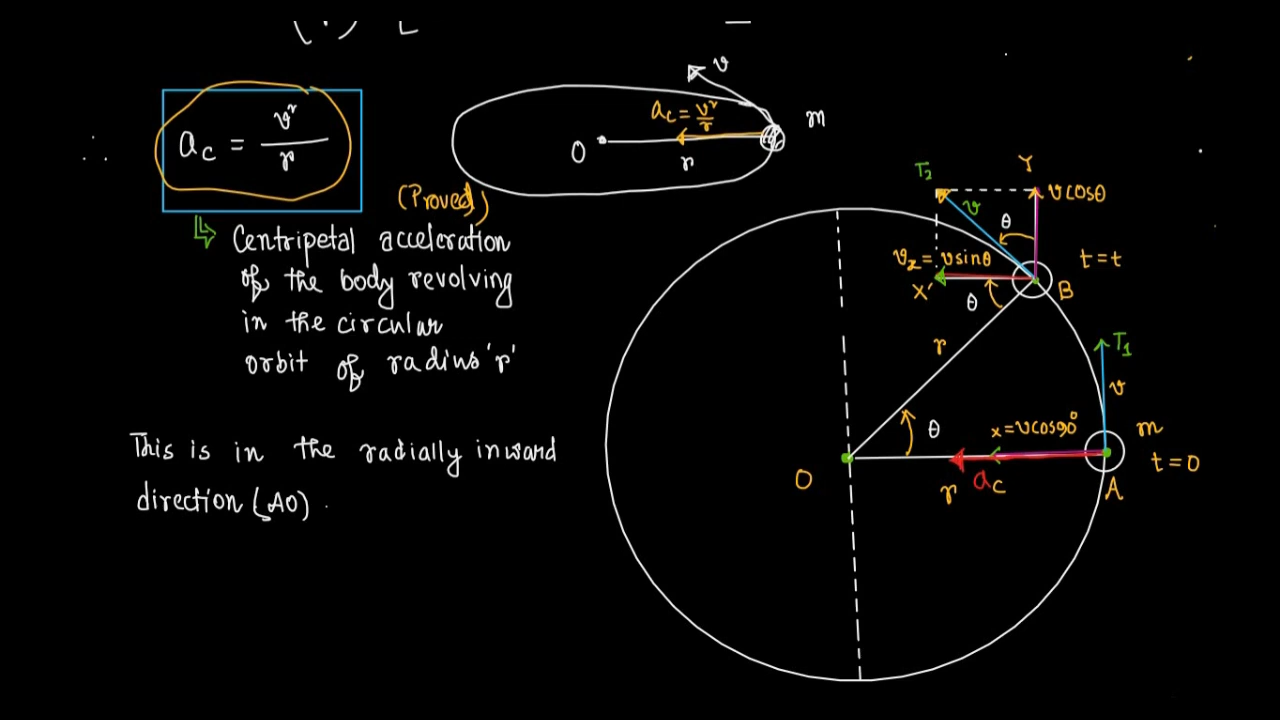 ∴ a_c = v²/r
(Proved)
Centripetal acceleration
of the body revolving
in the circular
orbit of radius 'r'
This is in the radially inward
direction (AO).
v
a_c = v²/r
m
O
r
T₂
Y
v cosθ
v
θ
v_x = v sinθ
t=t
X'
θ
B
r
T₁
v
θ
x = v cos90°
m
t=0
O
r
a_c
A